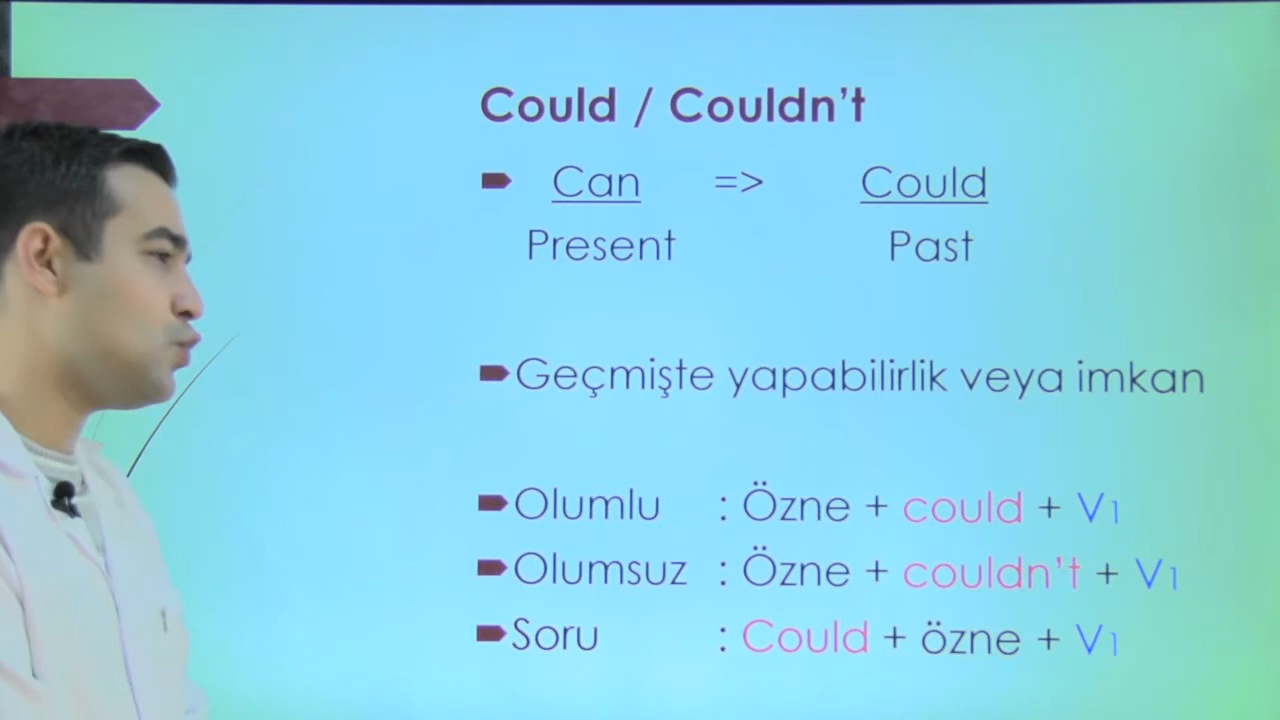 Could / Couldn't
Can => Could
Present Past
Geçmişte yapabilirlik veya imkan
Olumlu : Özne + could + V1
Olumsuz : Özne + couldn't + V1
Soru : Could + özne + V1